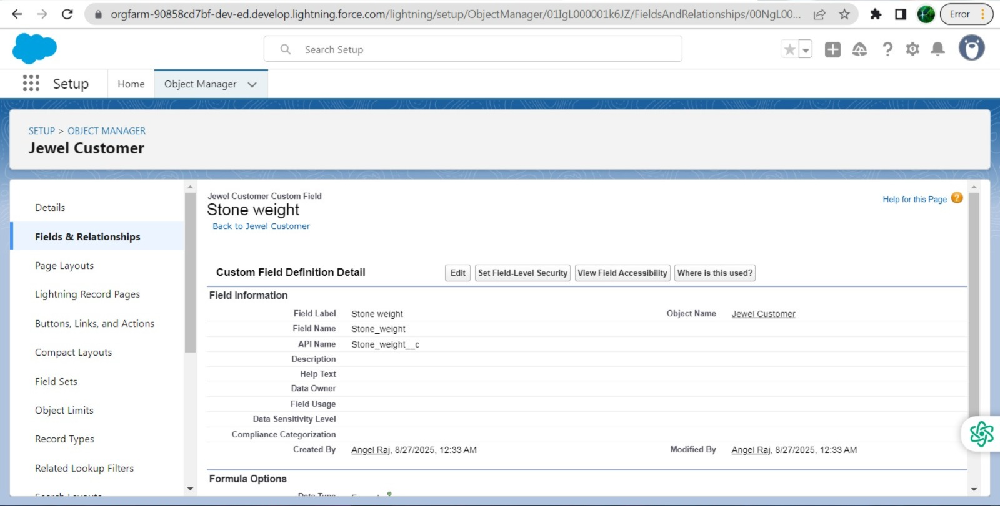 orgfarm-90858cd7bf-dev-ed.develop.lightning.force.com/lightning/setup/ObjectManager/01IgL000001k6JZ/FieldsAndRelationships/00NgL00...
Error
Search Setup
Setup
Home
Object Manager
SETUP > OBJECT MANAGER
Jewel Customer
Details
Fields & Relationships
Page Layouts
Lightning Record Pages
Buttons, Links, and Actions
Compact Layouts
Field Sets
Object Limits
Record Types
Related Lookup Filters
Search Layouts
Jewel Customer Custom Field
Stone weight
Back to Jewel Customer
Help for this Page ?
Custom Field Definition Detail
Edit
Set Field-Level Security
View Field Accessibility
Where is this used?
Field Information
Field Label Stone weight
Object Name Jewel Customer
Field Name Stone_weight
API Name Stone_weight__c
Description
Help Text
Data Owner
Field Usage
Data Sensitivity Level
Compliance Categorization
Created By Angel Raj, 8/27/2025, 12:33 AM
Modified By Angel Raj, 8/27/2025, 12:33 AM
Formula Options
Data Type Formula